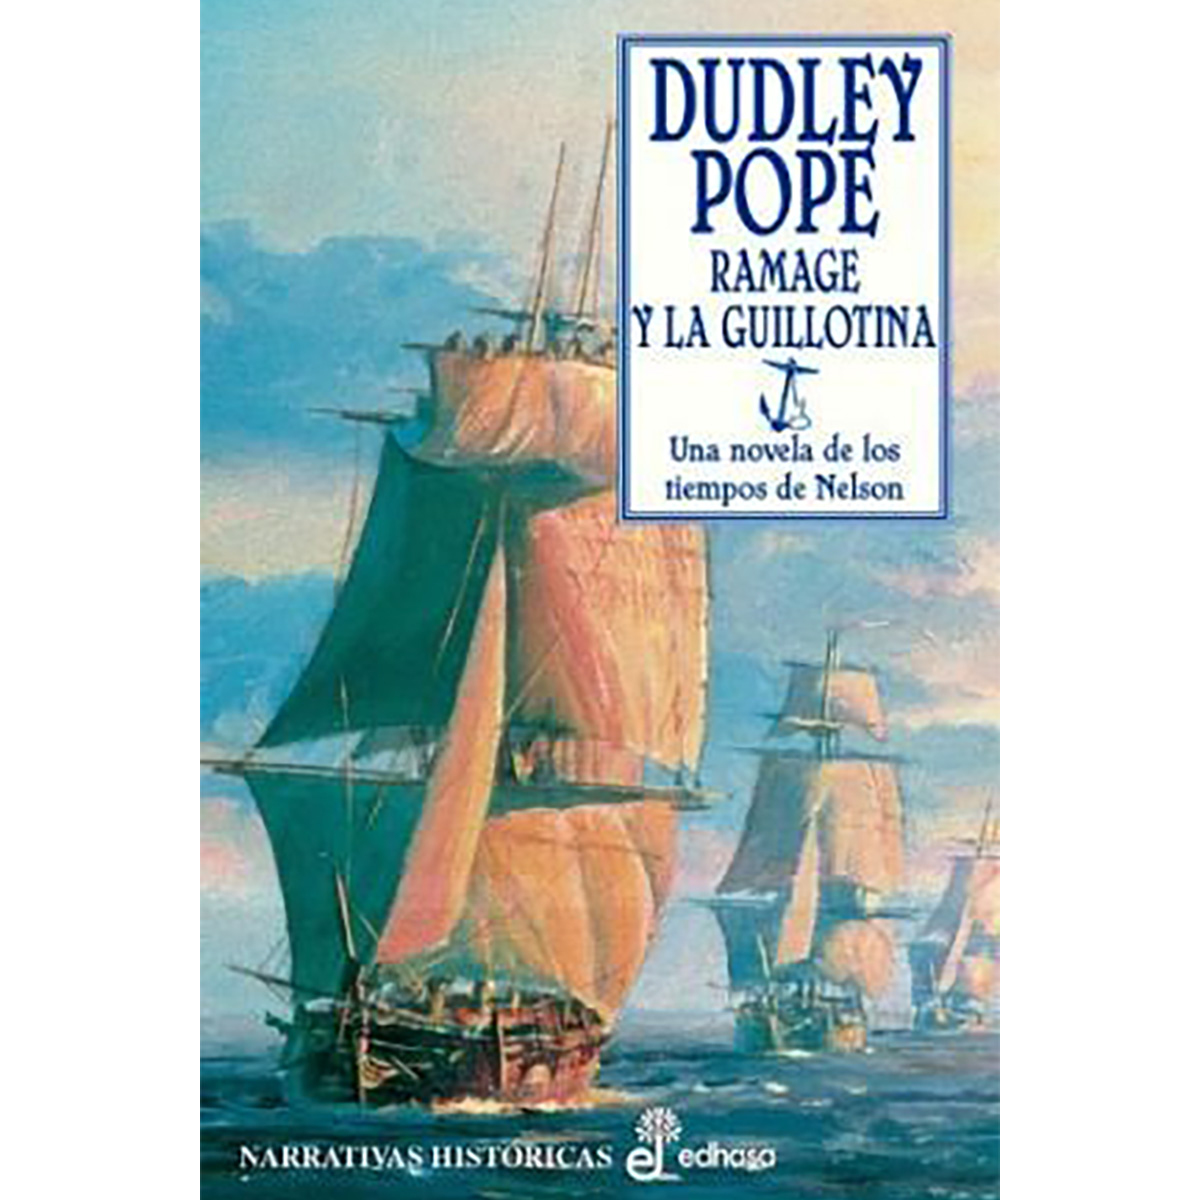 DUDLEY
POPE
RAMAGE
Y LA GUILLOTINA
Una novela de los
tiempos de Nelson
NARRATIVAS HISTÓRICAS edhasa